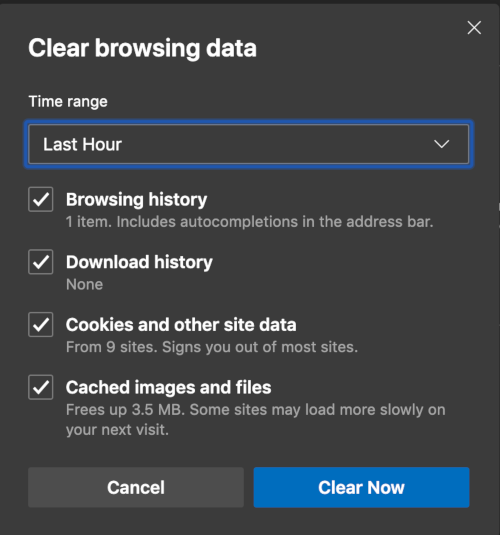 Clear browsing data
Time range
Last Hour
Browsing history
1 item. Includes autocompletions in the address bar.
Download history
None
Cookies and other site data
From 9 sites. Signs you out of most sites.
Cached images and files
Frees up 3.5 MB. Some sites may load more slowly on
your next visit.
Cancel
Clear Now